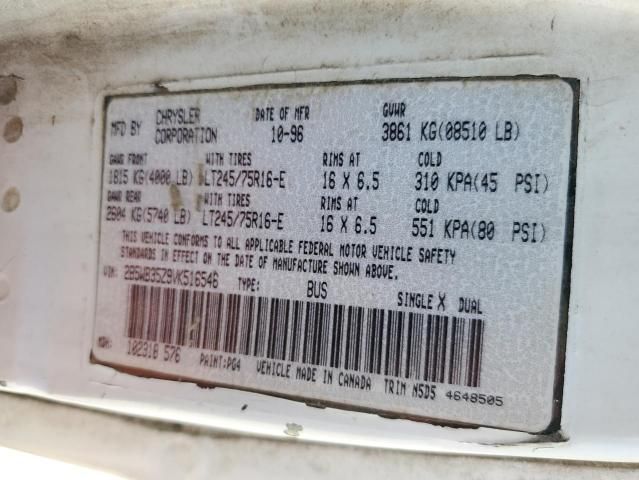 MFD BY CHRYSLER CORPORATION DATE OF MFR 10-96 GVWR 3861 KG(08510 LB)
GAWR FRONT WITH TIRES RIMS AT COLD
1815 KG(4000 LB) LT245/75R16-E 16 X 6.5 310 KPA(45 PSI)
GAWR REAR WITH TIRES RIMS AT COLD
2604 KG(5740 LB) LT245/75R16-E 16 X 6.5 551 KPA(80 PSI)
THIS VEHICLE CONFORMS TO ALL APPLICABLE FEDERAL MOTOR VEHICLE SAFETY
STANDARDS IN EFFECT ON THE DATE OF MANUFACTURE SHOWN ABOVE.
VIN: 2B5WB35Z9VK516546 TYPE: BUS SINGLE X DUAL
MDH: 102318 576 PAINT:PG4 VEHICLE MADE IN CANADA TRIM N5D5 4648505